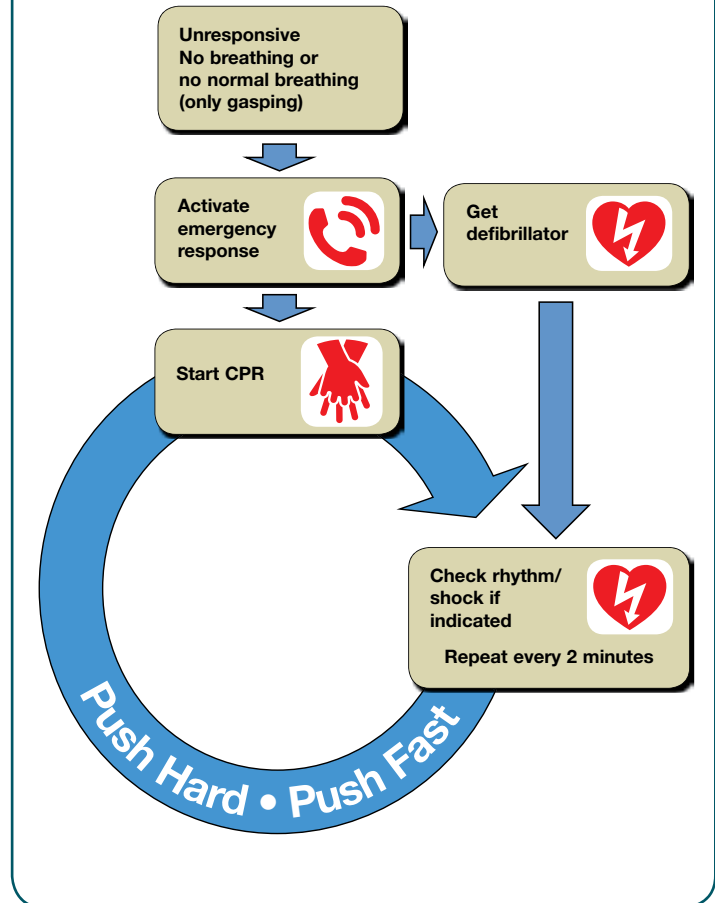 Unresponsive
No breathing or
no normal breathing
(only gasping)
Activate
emergency
response
Get
defibrillator
Start CPR
Check rhythm/
shock if
indicated
Repeat every 2 minutes
Push Hard • Push Fast